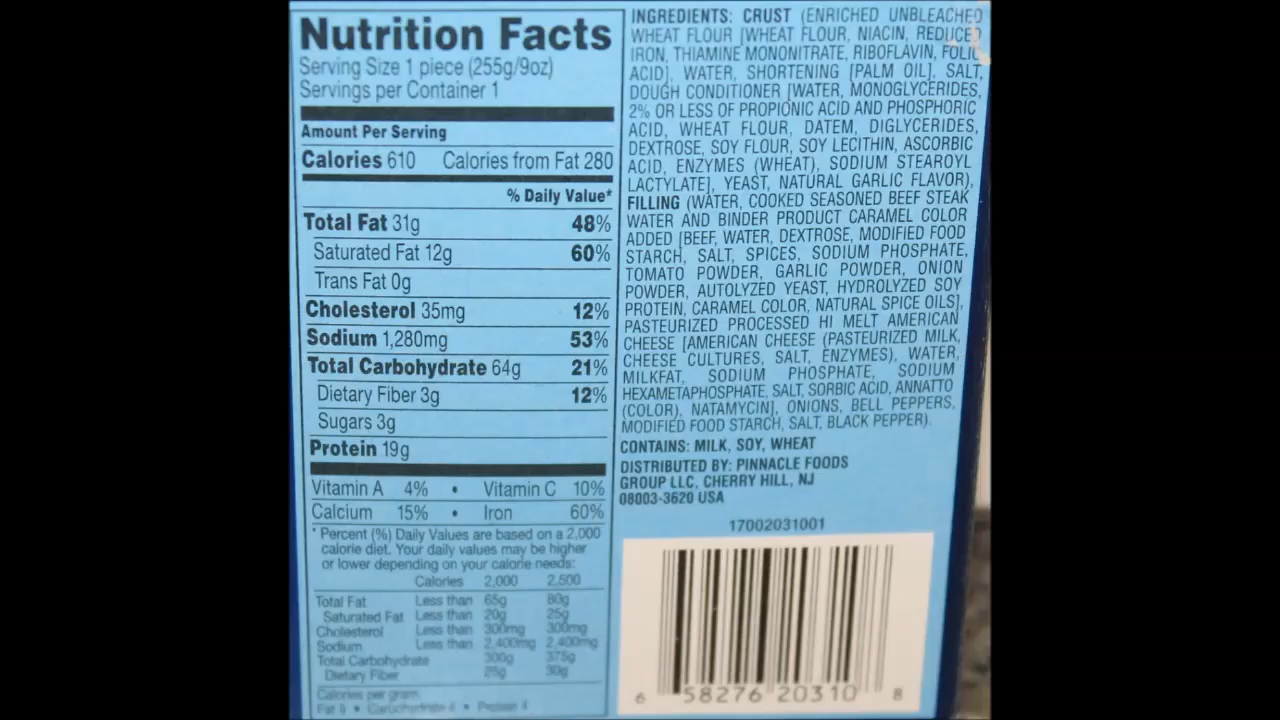 Nutrition Facts
Serving Size 1 piece (255g/9oz)
Servings per Container 1
Amount Per Serving
Calories 610 Calories from Fat 280
% Daily Value*
Total Fat 31g 48%
Saturated Fat 12g 60%
Trans Fat 0g
Cholesterol 35mg 12%
Sodium 1,280mg 53%
Total Carbohydrate 64g 21%
Dietary Fiber 3g 12%
Sugars 3g
Protein 19g
Vitamin A 4% • Vitamin C 10%
Calcium 15% • Iron 60%
* Percent (%) Daily Values are based on a 2,000
calorie diet. Your daily values may be higher
or lower depending on your calorie needs:
Calories 2,000 2,500
Total Fat Less than 65g 80g
Saturated Fat Less than 20g 25g
Cholesterol Less than 300mg 300mg
Sodium Less than 2,400mg 2,400mg
Total Carbohydrate 300g 375g
Dietary Fiber 25g 30g
Calories per gram:
Fat 9 • Carbohydrate 4 • Protein 4
INGREDIENTS: CRUST (ENRICHED UNBLEACHED
WHEAT FLOUR [WHEAT FLOUR, NIACIN, REDUCED
IRON, THIAMINE MONONITRATE, RIBOFLAVIN, FOLIC
ACID], WATER, SHORTENING [PALM OIL], SALT,
DOUGH CONDITIONER [WATER, MONOGLYCERIDES,
2% OR LESS OF PROPIONIC ACID AND PHOSPHORIC
ACID, WHEAT FLOUR, DATEM, DIGLYCERIDES,
DEXTROSE, SOY FLOUR, SOY LECITHIN, ASCORBIC
ACID, ENZYMES (WHEAT), SODIUM STEAROYL
LACTYLATE], YEAST, NATURAL GARLIC FLAVOR),
FILLING (WATER, COOKED SEASONED BEEF STEAK
WATER AND BINDER PRODUCT CARAMEL COLOR
ADDED [BEEF, WATER, DEXTROSE, MODIFIED FOOD
STARCH, SALT, SPICES, SODIUM PHOSPHATE,
TOMATO POWDER, GARLIC POWDER, ONION
POWDER, AUTOLYZED YEAST, HYDROLYZED SOY
PROTEIN, CARAMEL COLOR, NATURAL SPICE OILS],
PASTEURIZED PROCESSED HI MELT AMERICAN
CHEESE [AMERICAN CHEESE (PASTEURIZED MILK,
CHEESE CULTURES, SALT, ENZYMES), WATER,
MILKFAT, SODIUM PHOSPHATE, SODIUM
HEXAMETAPHOSPHATE, SALT, SORBIC ACID, ANNATTO
(COLOR), NATAMYCIN], ONIONS, BELL PEPPERS,
MODIFIED FOOD STARCH, SALT, BLACK PEPPER).
CONTAINS: MILK, SOY, WHEAT
DISTRIBUTED BY: PINNACLE FOODS
GROUP LLC, CHERRY HILL, NJ
08003-3620 USA
17002031001
6 58276 20310 8